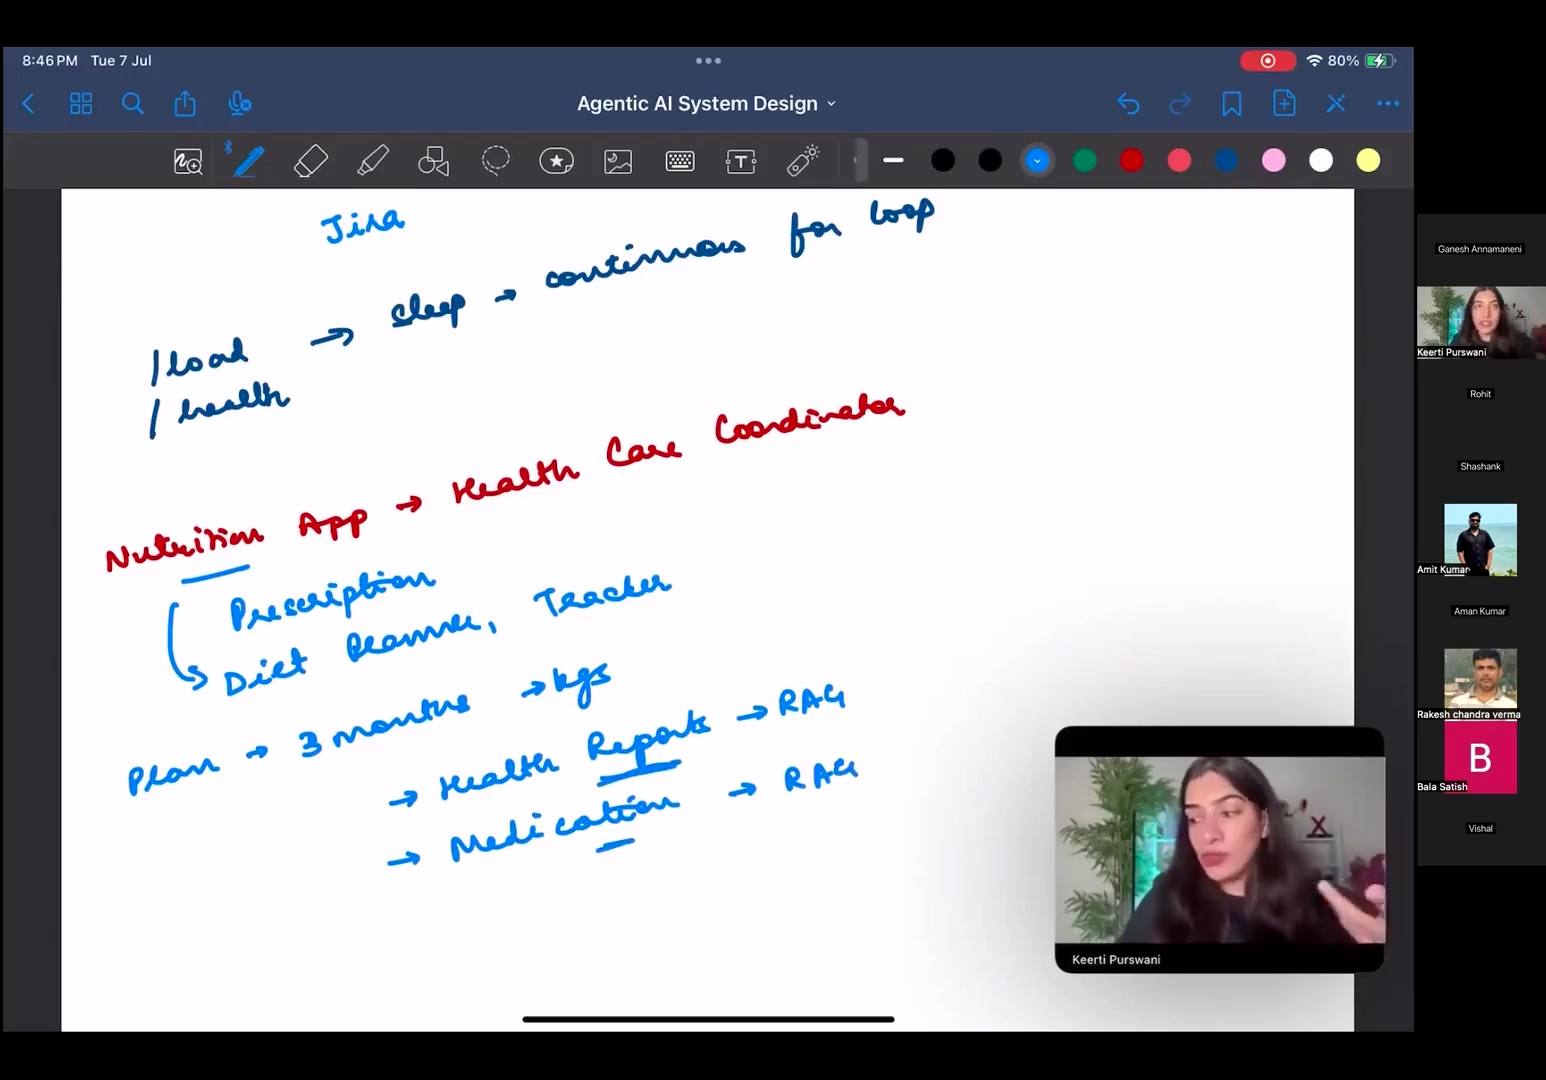 8:46 PM Tue 7 Jul
80%
Agentic AI System Design
Jira
/load → sleep → continuous for loop
/health
Nutrition App → Health Care Coordinator
Prescription
Diet Planner, Tracker
Plan → 3 months → kgs
→ Health Reports → RAG
→ Medication → RAG
Keerti Purswani
Ganesh Annamaneni
Keerti Purswani
Rohit
Shashank
Amit Kumar
Aman Kumar
Rakesh chandra verma
B
Bala Satish
Vishal